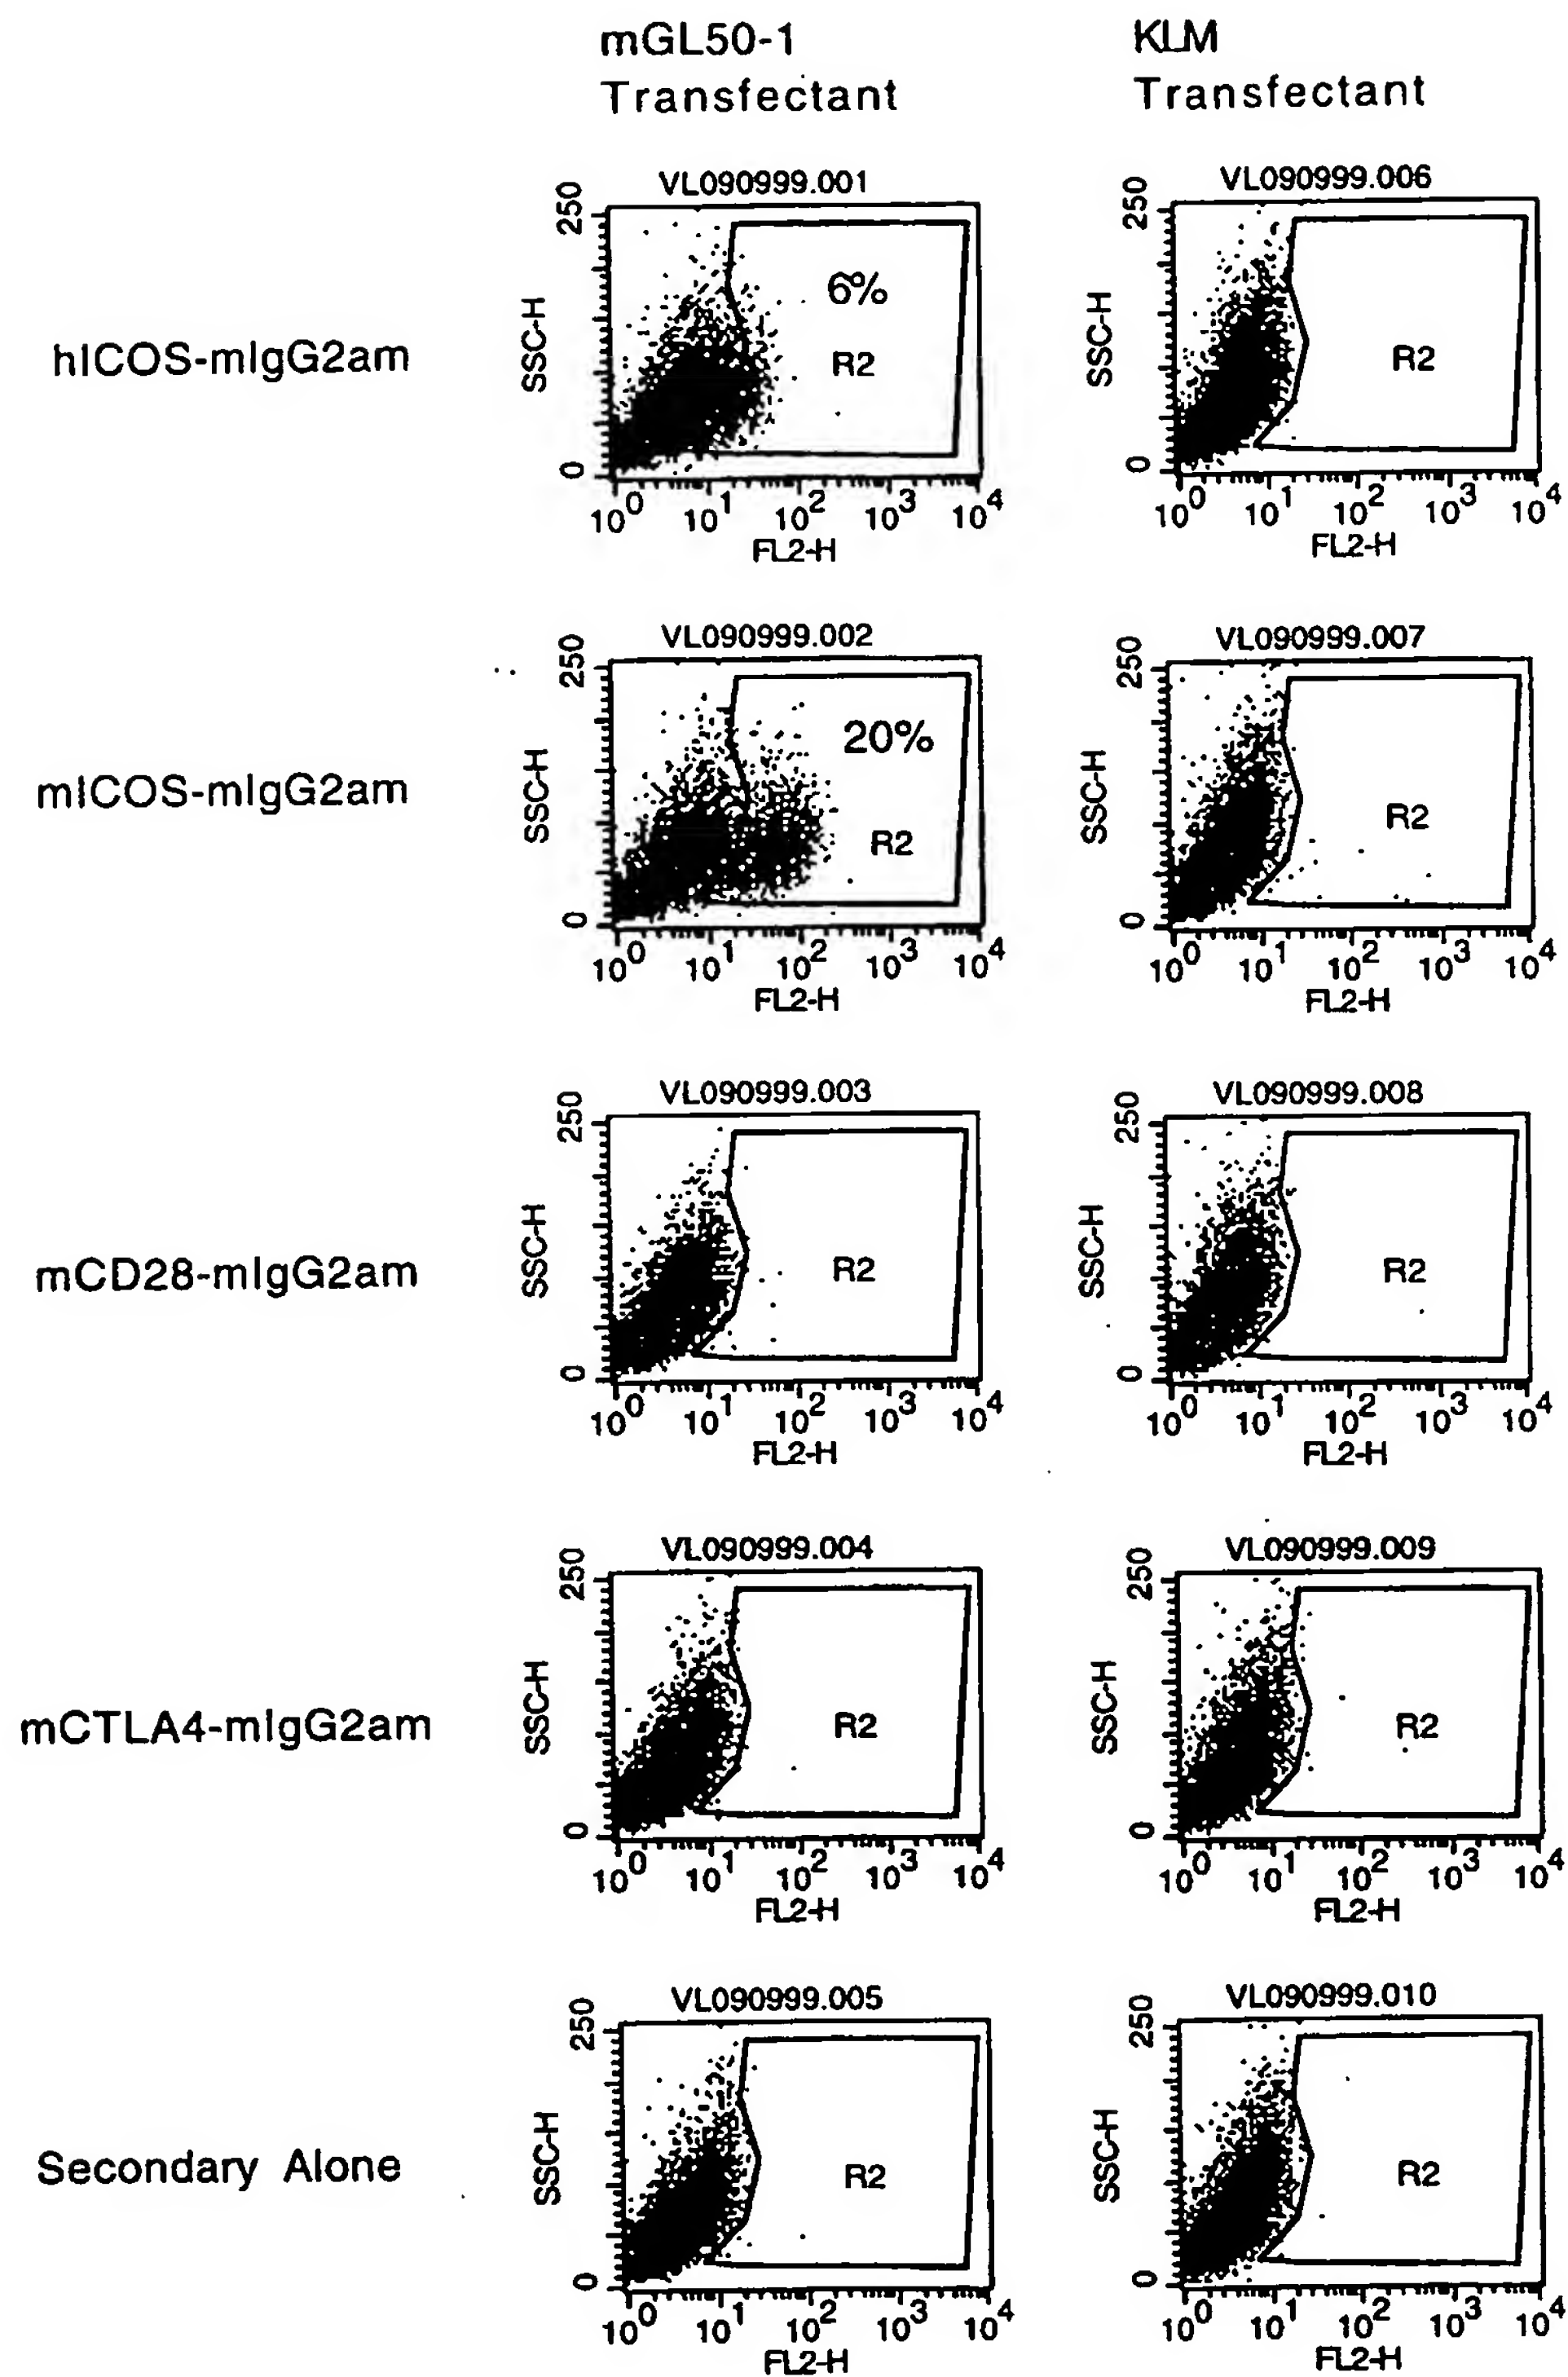 mGL50-1
Transfectant
KLM
Transfectant
hICOS-mIgG2am
VL090999.001
250
SSC-H
0
6%
R2
10^0 10^1 10^2 10^3 10^4
FL2-H
VL090999.006
250
SSC-H
0
R2
10^0 10^1 10^2 10^3 10^4
FL2-H
mICOS-mIgG2am
VL090999.002
250
SSC-H
0
20%
R2
10^0 10^1 10^2 10^3 10^4
FL2-H
VL090999.007
250
SSC-H
0
R2
10^0 10^1 10^2 10^3 10^4
FL2-H
mCD28-mIgG2am
VL090999.003
250
SSC-H
0
R2
10^0 10^1 10^2 10^3 10^4
FL2-H
VL090999.008
250
SSC-H
0
R2
10^0 10^1 10^2 10^3 10^4
FL2-H
mCTLA4-mIgG2am
VL090999.004
250
SSC-H
0
R2
10^0 10^1 10^2 10^3 10^4
FL2-H
VL090999.009
250
SSC-H
0
R2
10^0 10^1 10^2 10^3 10^4
FL2-H
Secondary Alone
VL090999.005
250
SSC-H
0
R2
10^0 10^1 10^2 10^3 10^4
FL2-H
VL090999.010
250
SSC-H
0
R2
10^0 10^1 10^2 10^3 10^4
FL2-H